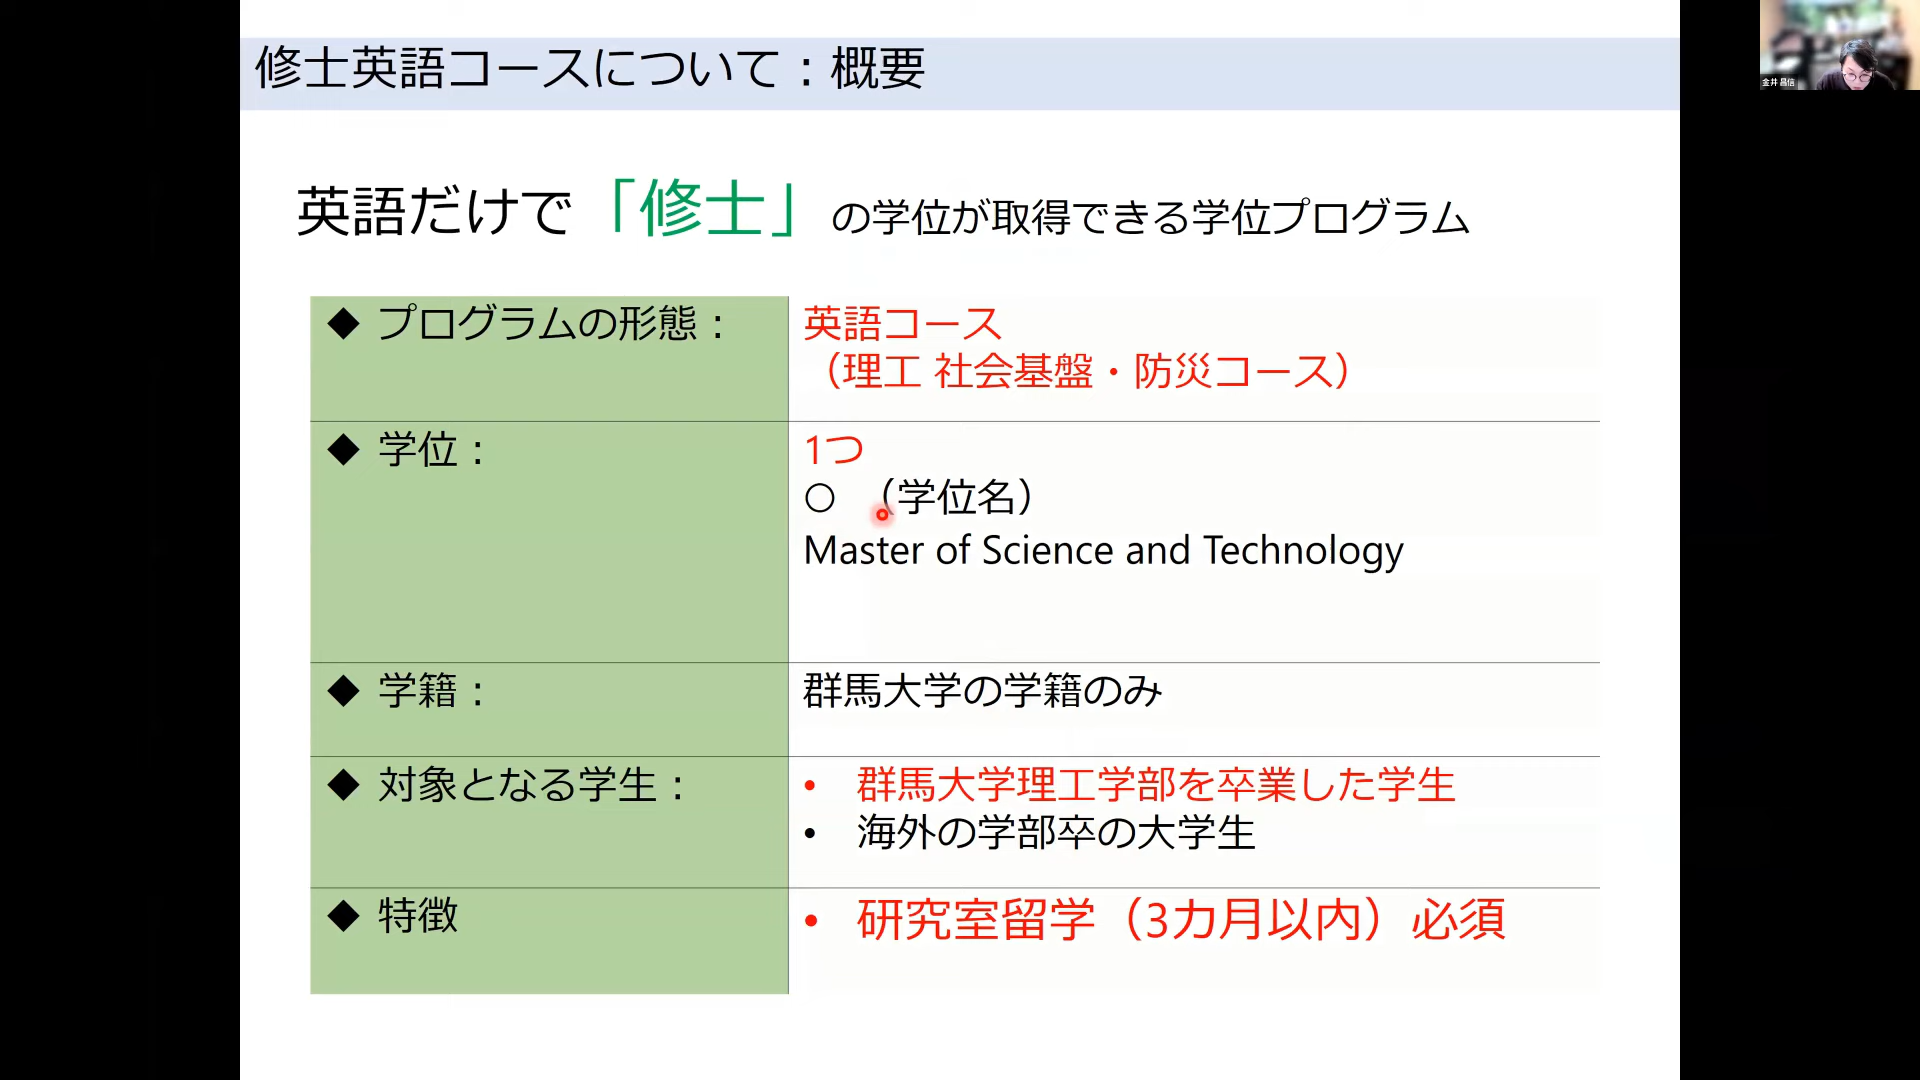 修士英語コースについて：概要
英語だけで「修士」の学位が取得できる学位プログラム
◆ プログラムの形態：
英語コース
（理工 社会基盤・防災コース）
◆ 学位：
1つ
○ （学位名）
Master of Science and Technology
◆ 学籍：
群馬大学の学籍のみ
◆ 対象となる学生：
• 群馬大学理工学部を卒業した学生
• 海外の学部卒の大学生
◆ 特徴
• 研究室留学（3カ月以内）必須
金井 昌信